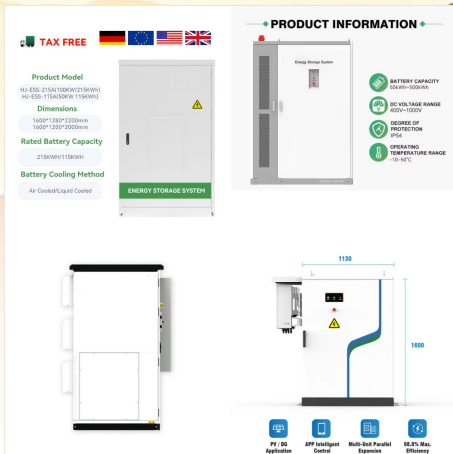 TAX FREE
Product Model
HJ-ESS-215A(100KW/215KWh)
HJ-ESS-115A(50KW 115KWh)
Dimensions
1600*1280*2200mm
1600*1200*2000mm
Rated Battery Capacity
215KWH/115KWH
Battery Cooling Method
Air Cooled/Liquid Cooled
ENERGY STORAGE SYSTEM
PRODUCT INFORMATION
Energy Storage System
BATTERY CAPACITY
50kWh~500kWh
DC VOLTAGE RANGE
400V~1000V
DEGREE OF
PROTECTION
IP54
OPERATING
TEMPERATURE RANGE
-10~50°C
1130
1600
PV / DG
Application
APP Intelligent
Control
Multi-Unit Parallel
Expansion
98.8% Max.
Efficiency